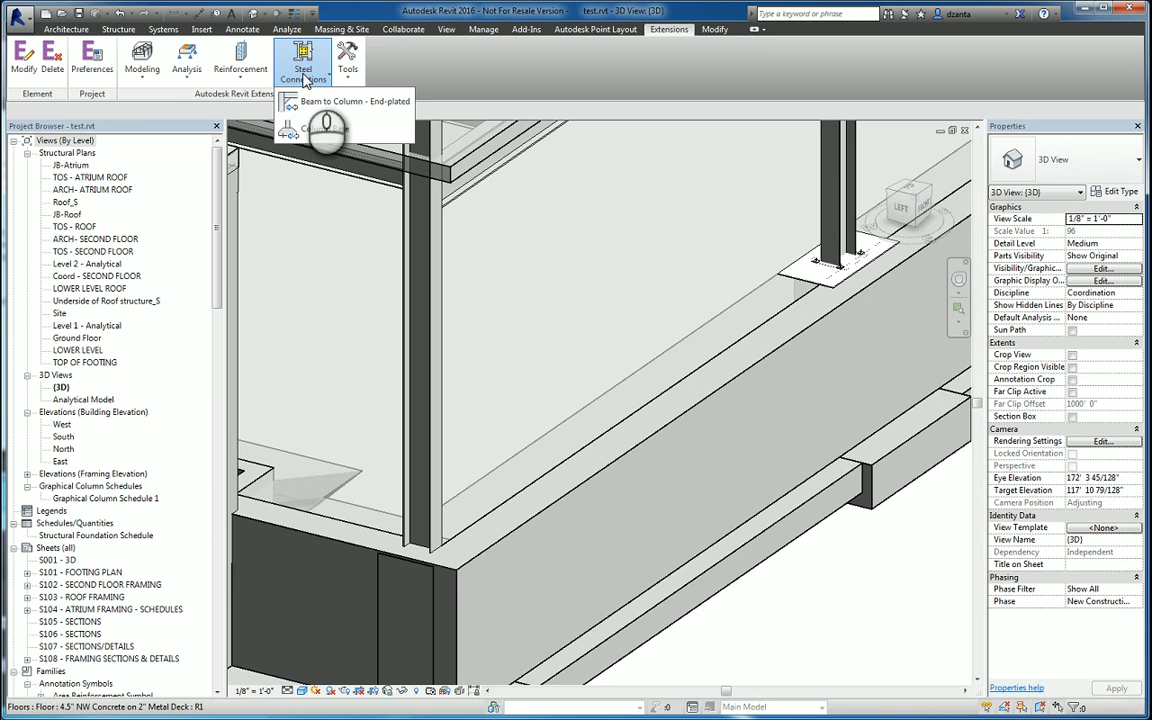 Autodesk Revit 2016 - Not For Resale Version - test.rvt - 3D View: {3D}
Type a keyword or phrase
dzanta
Architecture Structure Systems Insert Annotate Analyze Massing & Site Collaborate View Manage Add-Ins Autodesk Point Layout Extensions Modify
Modify Delete Preferences Modeling Analysis Reinforcement Steel Connections Tools
Element Project Autodesk Revit Exten
Beam to Column - End-plated
Project Browser - test.rvt
Views (By Level)
Structural Plans
JB-Atrium
TOS - ATRIUM ROOF
ARCH- ATRIUM ROOF
Roof_S
JB-Roof
TOS - ROOF
ARCH- SECOND FLOOR
TOS - SECOND FLOOR
Level 2 - Analytical
Coord - SECOND FLOOR
LOWER LEVEL ROOF
Underside of Roof structure_S
Site
Level 1 - Analytical
Ground Floor
LOWER LEVEL
TOP OF FOOTING
3D Views
{3D}
Analytical Model
Elevations (Building Elevation)
West
South
North
East
Elevations (Framing Elevation)
Graphical Column Schedules
Graphical Column Schedule 1
Legends
Schedules/Quantities
Structural Foundation Schedule
Sheets (all)
S001 - 3D
S101 - FOOTING PLAN
S102 - SECOND FLOOR FRAMING
S103 - ROOF FRAMING
S104 - ATRIUM FRAMING - SCHEDULES
S105 - SECTIONS
S106 - SECTIONS
S107 - SECTIONS/DETAILS
S108 - FRAMING SECTIONS & DETAILS
Families
Annotation Symbols
Area Reinforcement Symbol
LEFT FRONT
Properties
3D View
3D View: {3D} Edit Type
Graphics
View Scale 1/8" = 1'-0"
Scale Value 1: 96
Detail Level Medium
Parts Visibility Show Original
Visibility/Graphic... Edit...
Graphic Display O... Edit...
Discipline Coordination
Show Hidden Lines By Discipline
Default Analysis ... None
Sun Path
Extents
Crop View
Crop Region Visible
Annotation Crop
Far Clip Active
Far Clip Offset 1000' 0"
Section Box
Camera
Rendering Settings Edit...
Locked Orientation
Perspective
Eye Elevation 172' 3 45/128"
Target Elevation 117' 10 79/128"
Camera Position Adjusting
Identity Data
View Template <None>
View Name {3D}
Dependency Independent
Title on Sheet
Phasing
Phase Filter Show All
Phase New Constructi...
Properties help Apply
1/8" = 1'-0"
Floors : Floor : 4.5" NW Concrete on 2" Metal Deck : R1
:0 Main Model :0